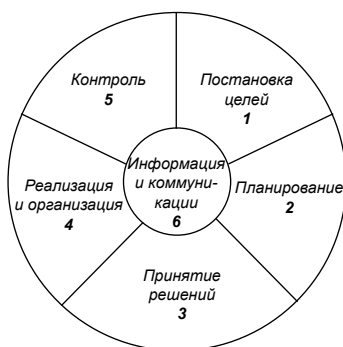 Контроль
5
Постановка
целей
1
Информация
и коммуни-
кации
6
Реализация
и организация
4
Планирование
2
Принятие
решений
3